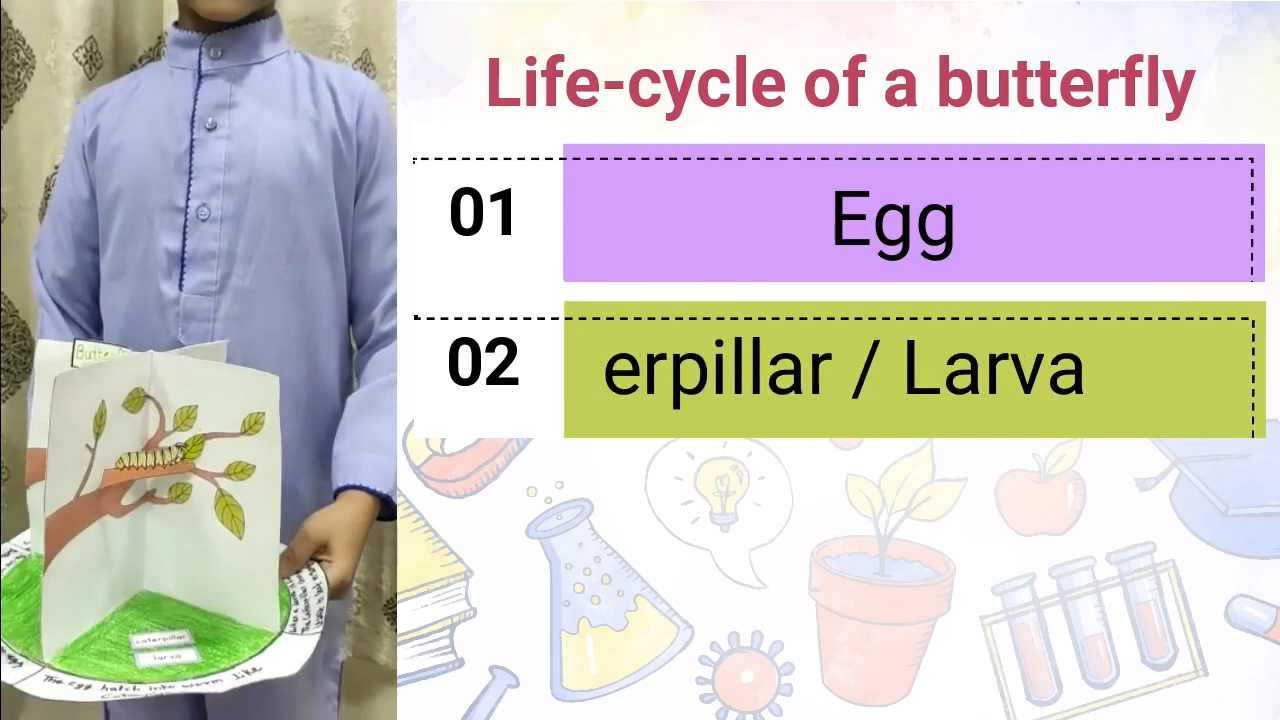 Life-cycle of a butterfly
01
Egg
02
erpillar / Larva
caterpillar
larva
The egg hatch into worm like